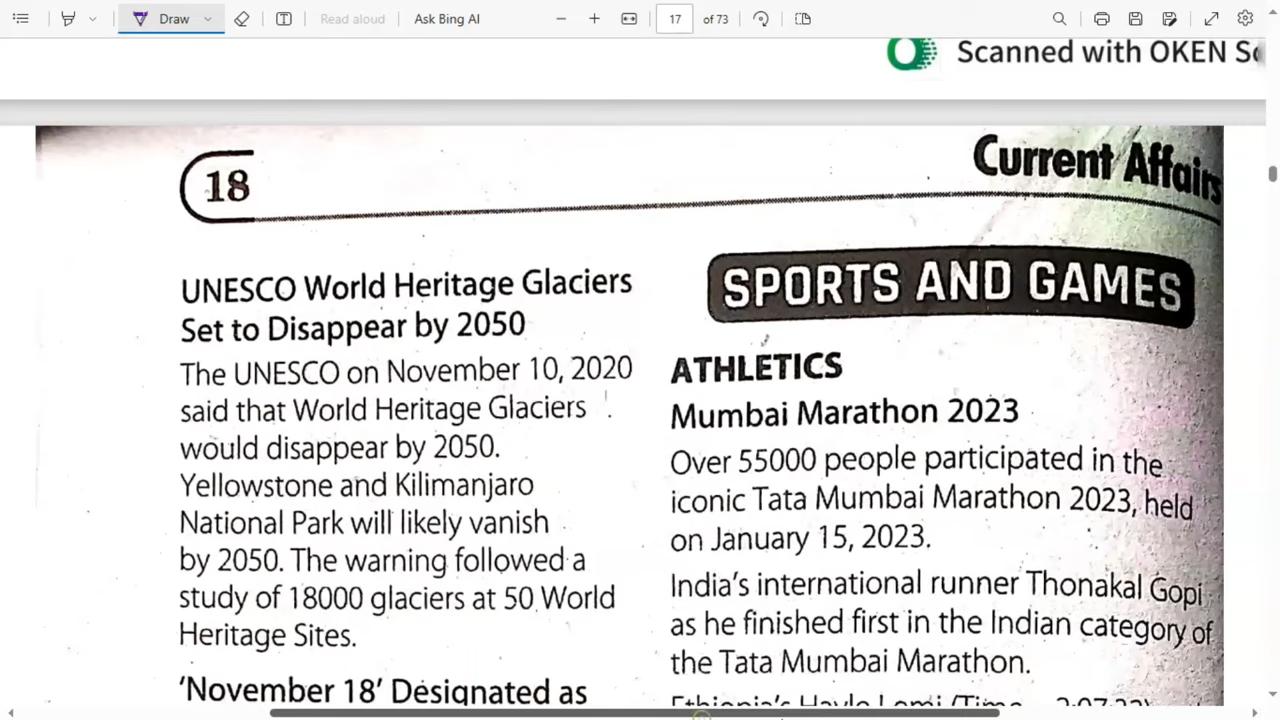 Draw
Read aloud
Ask Bing AI
17 of 73
Scanned with OKEN
18
Current Affairs
UNESCO World Heritage Glaciers
Set to Disappear by 2050
The UNESCO on November 10, 2020
said that World Heritage Glaciers
would disappear by 2050.
Yellowstone and Kilimanjaro
National Park will likely vanish
by 2050. The warning followed a
study of 18000 glaciers at 50 World
Heritage Sites.
'November 18' Designated as
SPORTS AND GAMES
ATHLETICS
Mumbai Marathon 2023
Over 55000 people participated in the
iconic Tata Mumbai Marathon 2023, held
on January 15, 2023.
India's international runner Thonakal Gopi
as he finished first in the Indian category of
the Tata Mumbai Marathon.